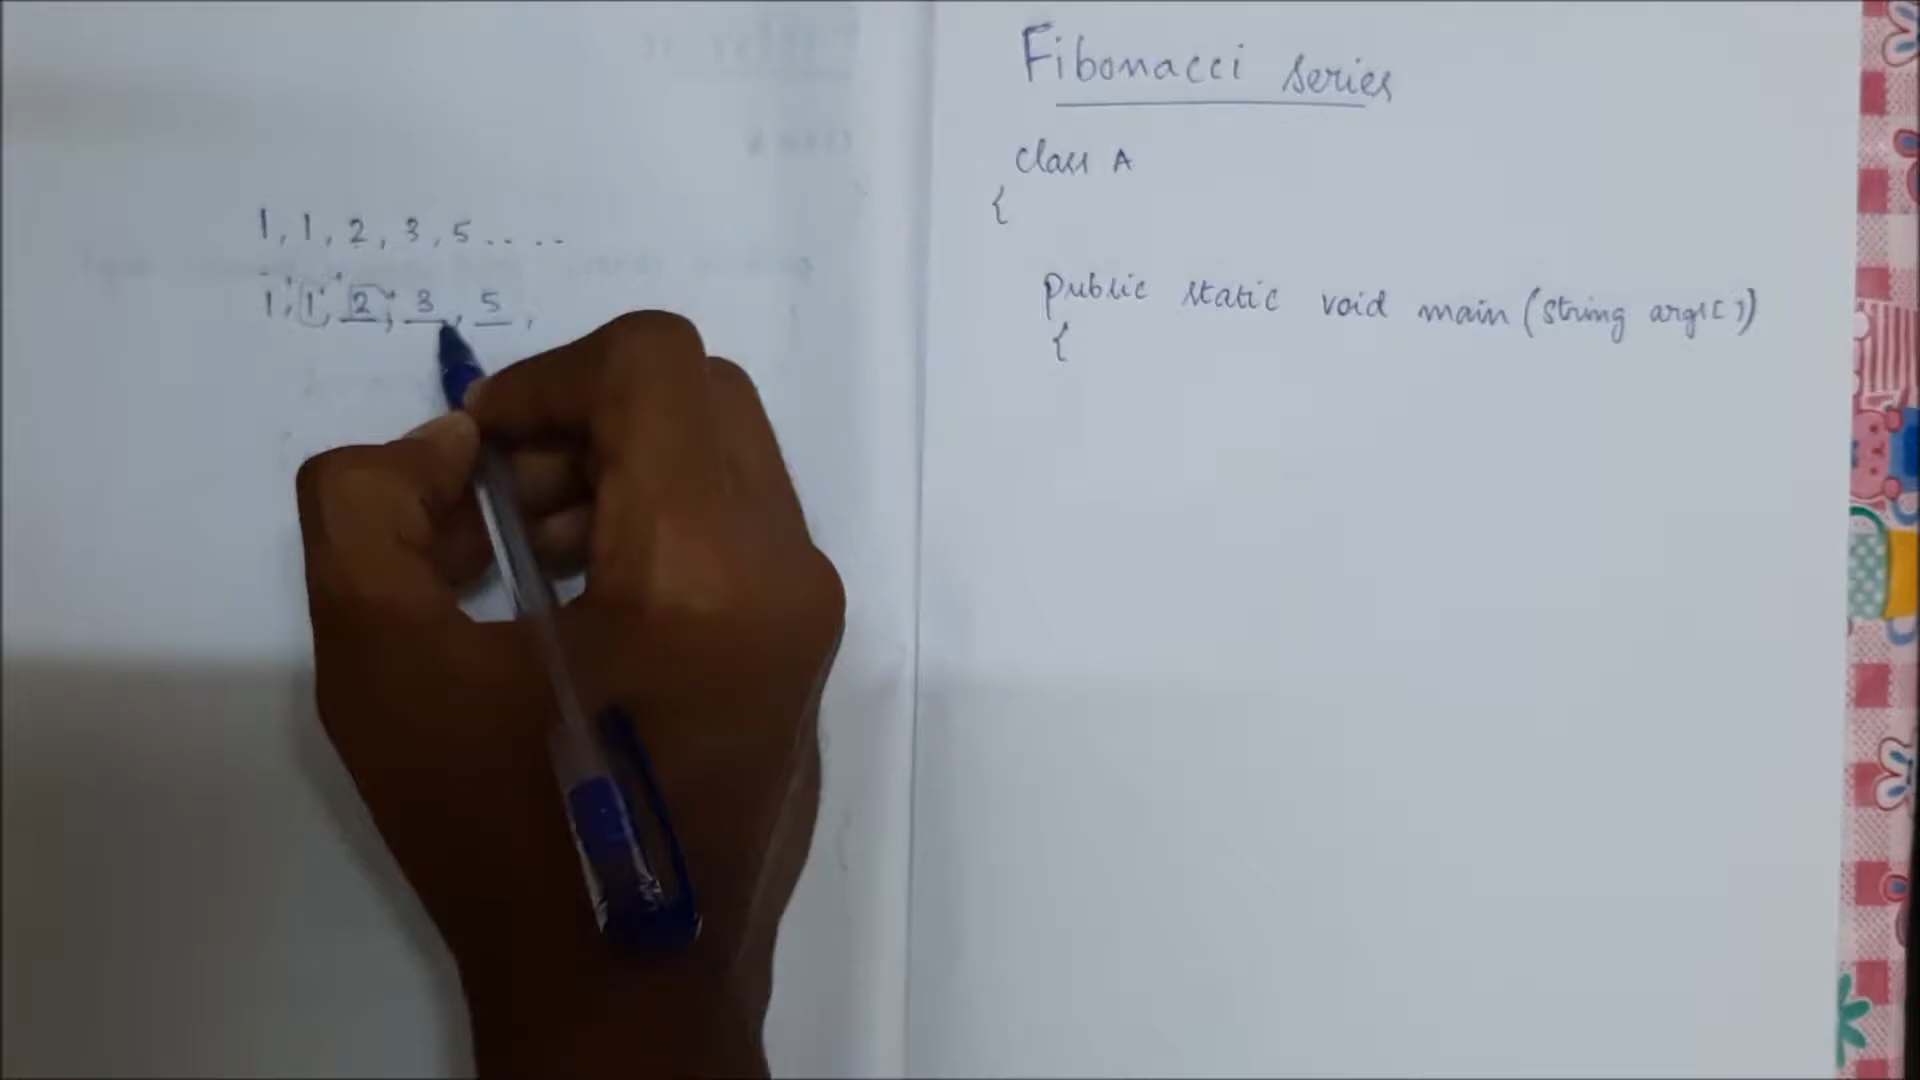 1, 1, 2, 3, 5 . . . .
1, 1, 2, 3, 5,
Fibonacci series
class A
{
public static void main (string args[ ])
{